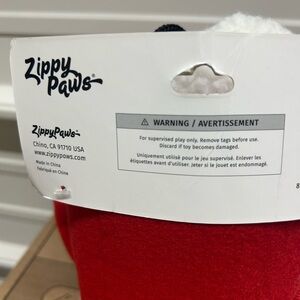 Zippy
Paws
ZippyPaws
Chino, CA 91710 USA
www.zippypaws.com
Made in China
Fabriqué en Chine
⚠ WARNING / AVERTISSEMENT
For supervised play only. Remove tags before use.
Discard if toy becomes damaged.
Uniquement utilisé pour le jeu supervisé. Enlever les
étiquettes avant d'utiliser. Jeter si le jouet est endommagé.
8